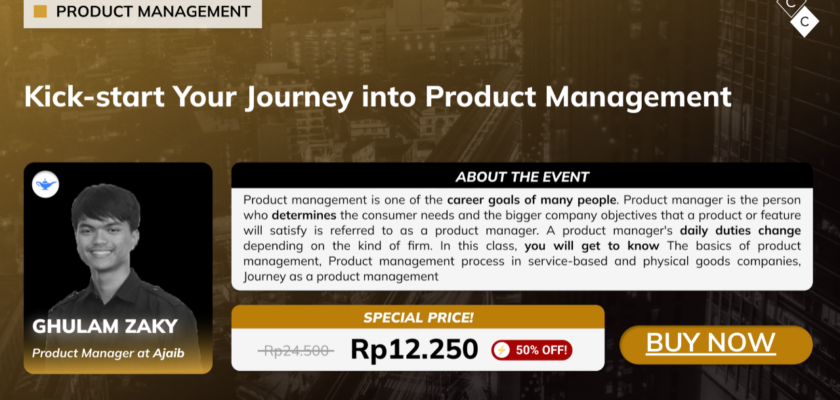 PRODUCT MANAGEMENT
C
C
Kick-start Your Journey into Product Management
ABOUT THE EVENT
Product management is one of the career goals of many people. Product manager is the person
who determines the consumer needs and the bigger company objectives that a product or feature
will satisfy is referred to as a product manager. A product manager's daily duties change
depending on the kind of firm. In this class, you will get to know The basics of product
management, Product management process in service-based and physical goods companies,
Journey as a product management
GHULAM ZAKY
Product Manager at Ajaib
SPECIAL PRICE!
Rp24.500 Rp12.250 50% OFF!
BUY NOW